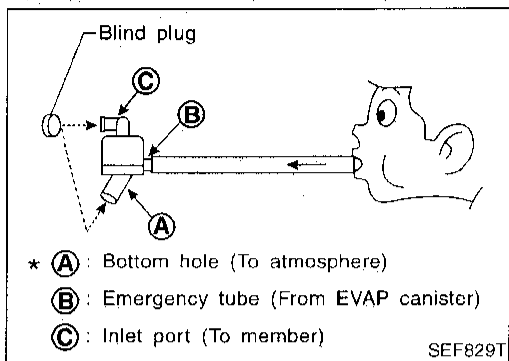 Blind plug
C
B
A
* A : Bottom hole (To atmosphere)
B : Emergency tube (From EVAP canister)
C : Inlet port (To member)
SEF829T